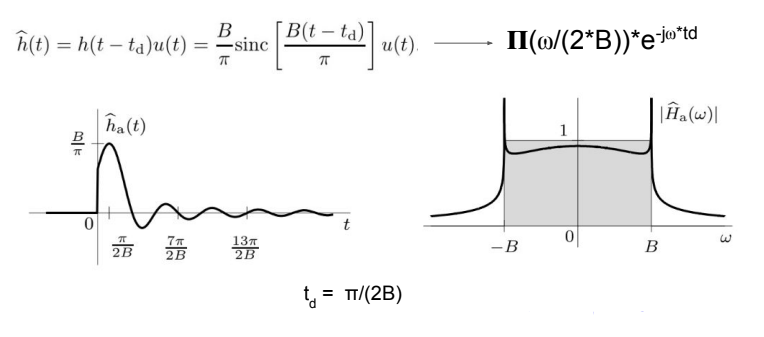 ĥ(t) = h(t − t_d)u(t) = B/π sinc [B(t − t_d)/π] u(t). → Π(ω/(2*B))*e^-jω*td
ĥ_a(t)
B/π
0 π/2B 7π/2B 13π/2B t
|Ĥ_a(ω)|
1
0
−B B ω
t_d = π/(2B)